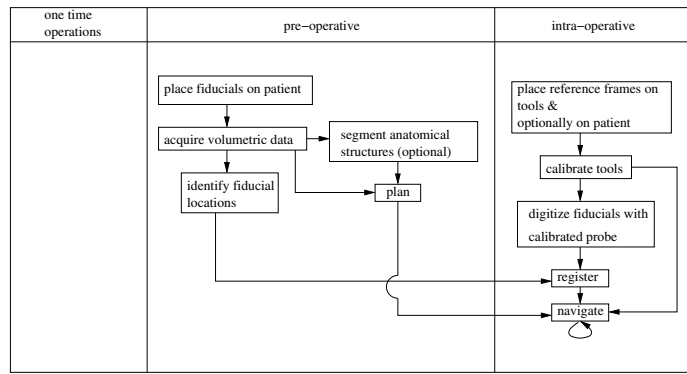 one time
operations
pre−operative
intra−operative
place fiducials on patient
acquire volumetric data
segment anatomical
structures (optional)
identify fiducial
locations
plan
place reference frames on
tools &
optionally on patient
calibrate tools
digitize fiducials with
calibrated probe
register
navigate